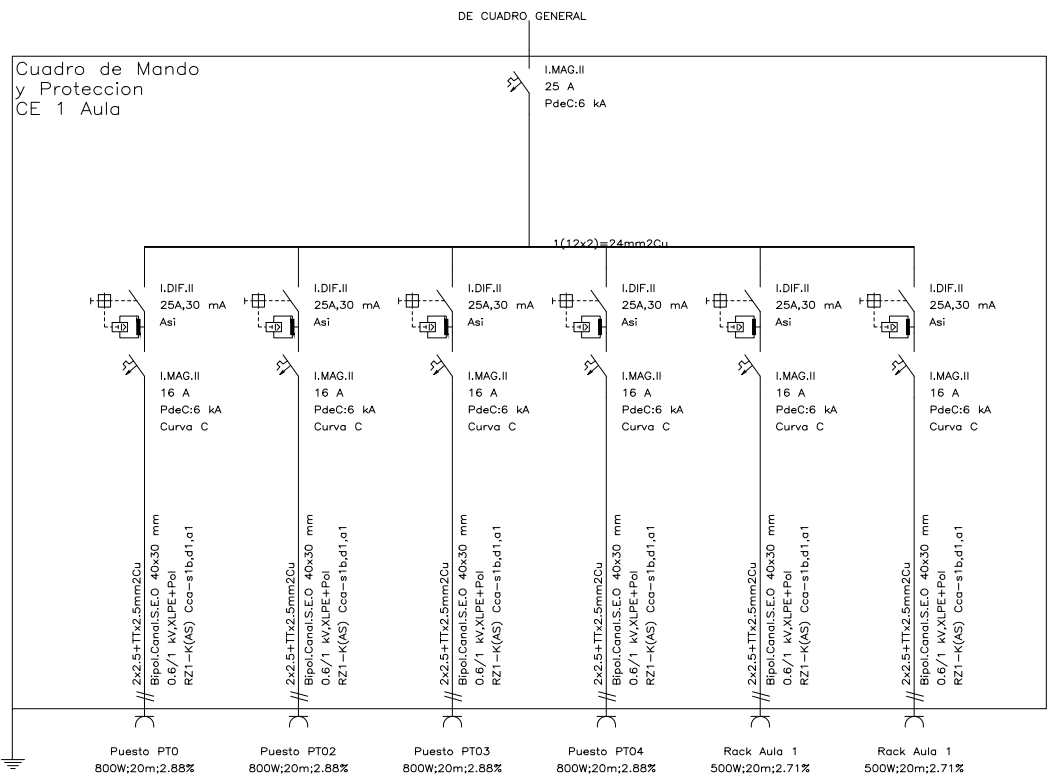 DE CUADRO GENERAL
Cuadro de Mando
y Proteccion
CE 1 Aula
I.MAG.II
25 A
PdeC:6 kA
1(12x2)=24mm2Cu
I.DIF.II
25A,30 mA
Asi
I.DIF.II
25A,30 mA
Asi
I.DIF.II
25A,30 mA
Asi
I.DIF.II
25A,30 mA
Asi
I.DIF.II
25A,30 mA
Asi
I.DIF.II
25A,30 mA
Asi
I.MAG.II
16 A
PdeC:6 kA
Curva C
I.MAG.II
16 A
PdeC:6 kA
Curva C
I.MAG.II
16 A
PdeC:6 kA
Curva C
I.MAG.II
16 A
PdeC:6 kA
Curva C
I.MAG.II
16 A
PdeC:6 kA
Curva C
I.MAG.II
16 A
PdeC:6 kA
Curva C
2x2.5+TTx2.5mm2Cu
Bipol.Canal.S.E.O 40x30 mm
0.6/1 kV,XLPE+Pol
RZ1-K(AS) Cca-s1b,d1,a1
2x2.5+TTx2.5mm2Cu
Bipol.Canal.S.E.O 40x30 mm
0.6/1 kV,XLPE+Pol
RZ1-K(AS) Cca-s1b,d1,a1
2x2.5+TTx2.5mm2Cu
Bipol.Canal.S.E.O 40x30 mm
0.6/1 kV,XLPE+Pol
RZ1-K(AS) Cca-s1b,d1,a1
2x2.5+TTx2.5mm2Cu
Bipol.Canal.S.E.O 40x30 mm
0.6/1 kV,XLPE+Pol
RZ1-K(AS) Cca-s1b,d1,a1
2x2.5+TTx2.5mm2Cu
Bipol.Canal.S.E.O 40x30 mm
0.6/1 kV,XLPE+Pol
RZ1-K(AS) Cca-s1b,d1,a1
2x2.5+TTx2.5mm2Cu
Bipol.Canal.S.E.O 40x30 mm
0.6/1 kV,XLPE+Pol
RZ1-K(AS) Cca-s1b,d1,a1
Puesto PT0
800W;20m;2.88%
Puesto PT02
800W;20m;2.88%
Puesto PT03
800W;20m;2.88%
Puesto PT04
800W;20m;2.88%
Rack Aula 1
500W;20m;2.71%
Rack Aula 1
500W;20m;2.71%